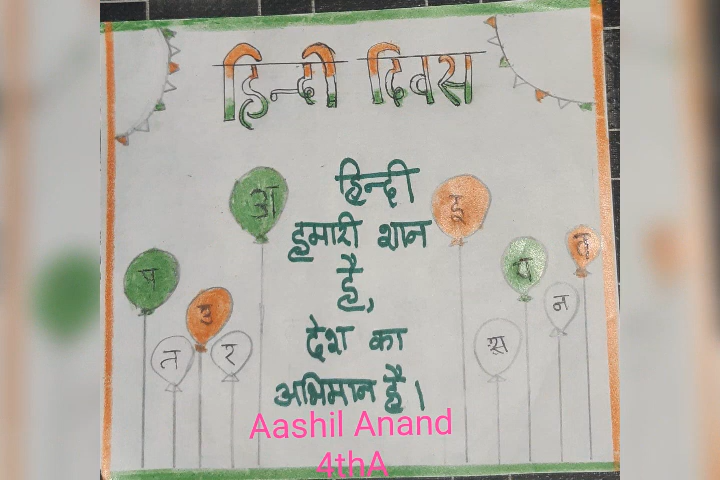 हिन्दी दिवस
हिन्दी
हमारी शान
है,
देश का
अभिमान है।
अ
इ
ष
उ
त
र
प
न
श
Aashil Anand
4thA